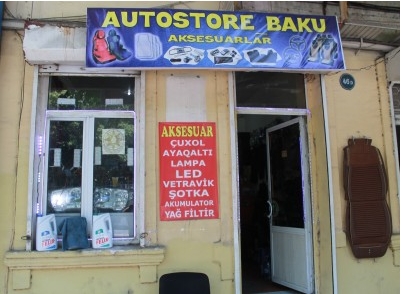 AUTOSTORE BAKU
AKSESUARLAR
AKSESUAR
ÇUXOL
AYAQALTI
LAMPA
LED
VETRAVİK
ŞOTKA
AKUMULATOR
YAĞ FİLTİR